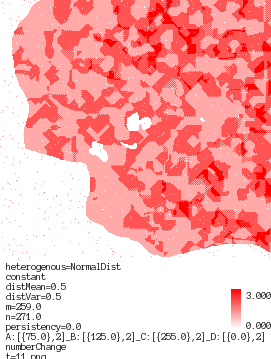 heterogenous=NormalDist
constant
distMean=0.5
distVar=0.5
m=259.0
n=271.0
persistency=0.0
A:[{75.0},2]_B:[{125.0},2]_C:[{255.0},2]_D:[{0.0},2]
numberChange
t=11.png
3.000
0.000